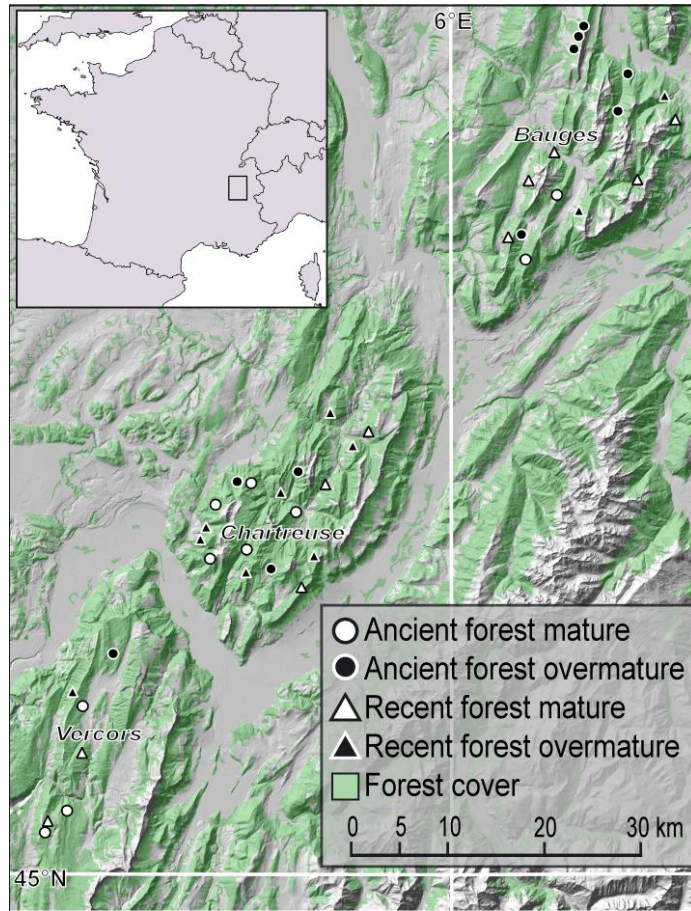 6°E
Bauges
Chartreuse
Vercors
Ancient forest mature
Ancient forest overmature
Recent forest mature
Recent forest overmature
Forest cover
0 5 10 20 30 km
45°N